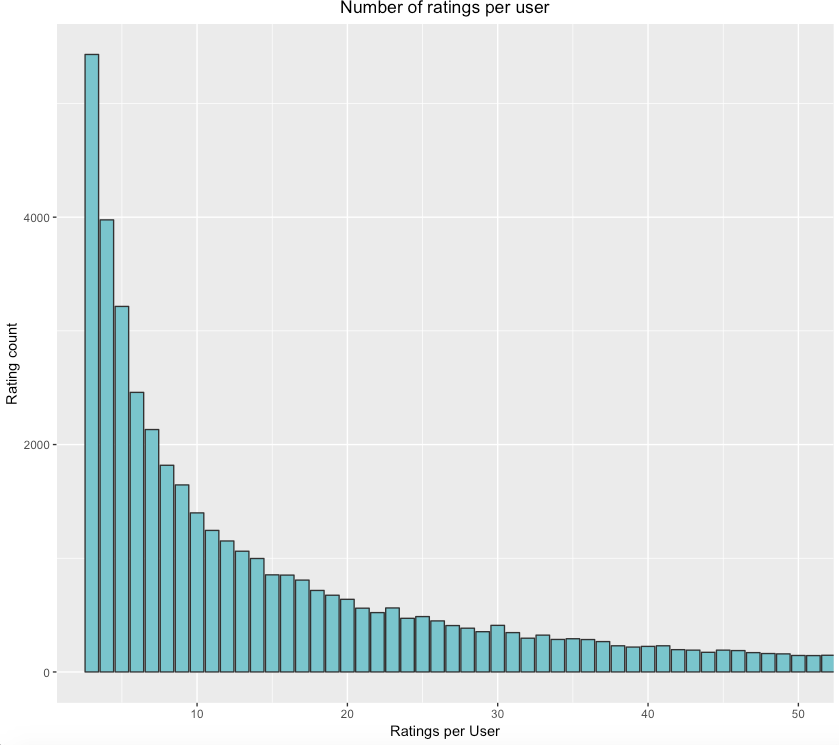 Number of ratings per user
Rating count
4000
2000
0
10 20 30 40 50
Ratings per User